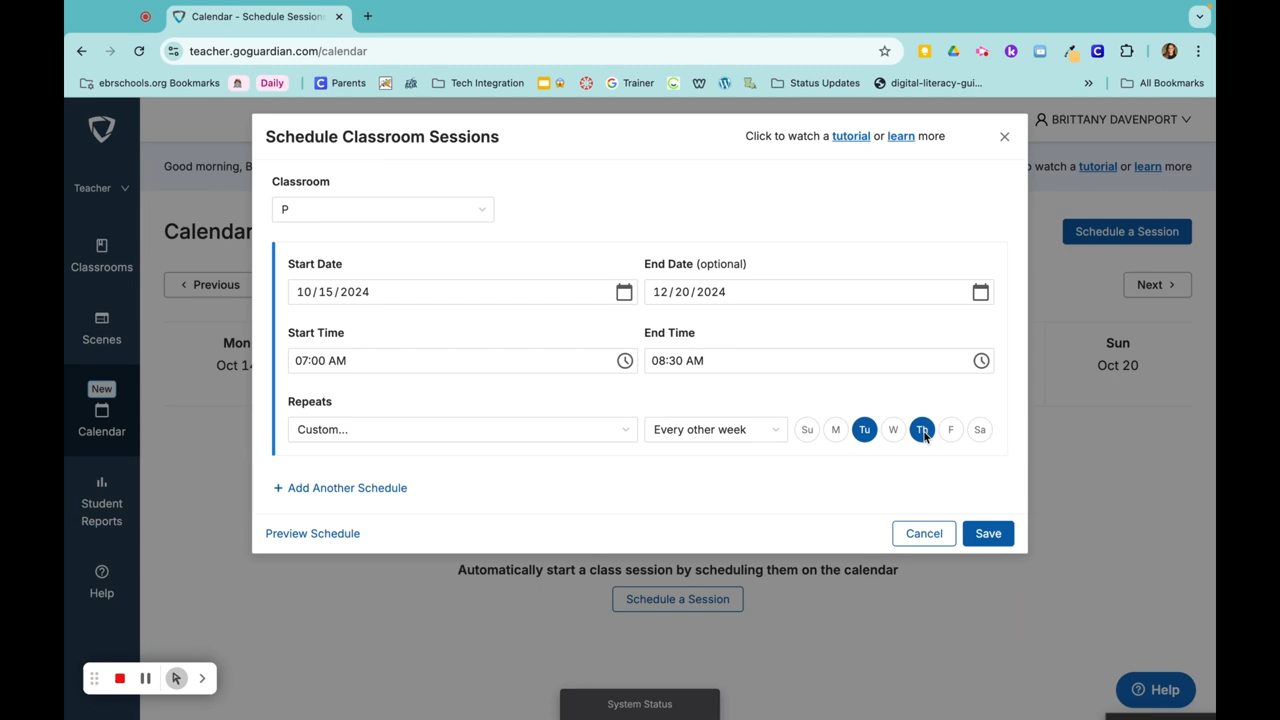 Calendar - Schedule Session
teacher.goguardian.com/calendar
ebrschools.org Bookmarks
Daily
Parents
Tech Integration
Trainer
Status Updates
digital-literacy-gui...
»
All Bookmarks
Teacher
Classrooms
Scenes
New
Calendar
Student
Reports
Help
BRITTANY DAVENPORT
Good morning, B
watch a tutorial or learn more
Calendar
Schedule a Session
Previous
Next
Mon
Oct 14
Sun
Oct 20
Schedule Classroom Sessions
Click to watch a tutorial or learn more
Classroom
P
Start Date
End Date (optional)
10/15/2024
12/20/2024
Start Time
End Time
07:00 AM
08:30 AM
Repeats
Custom...
Every other week
Su M Tu W Th F Sa
+ Add Another Schedule
Preview Schedule
Cancel
Save
Automatically start a class session by scheduling them on the calendar
Schedule a Session
Help
System Status